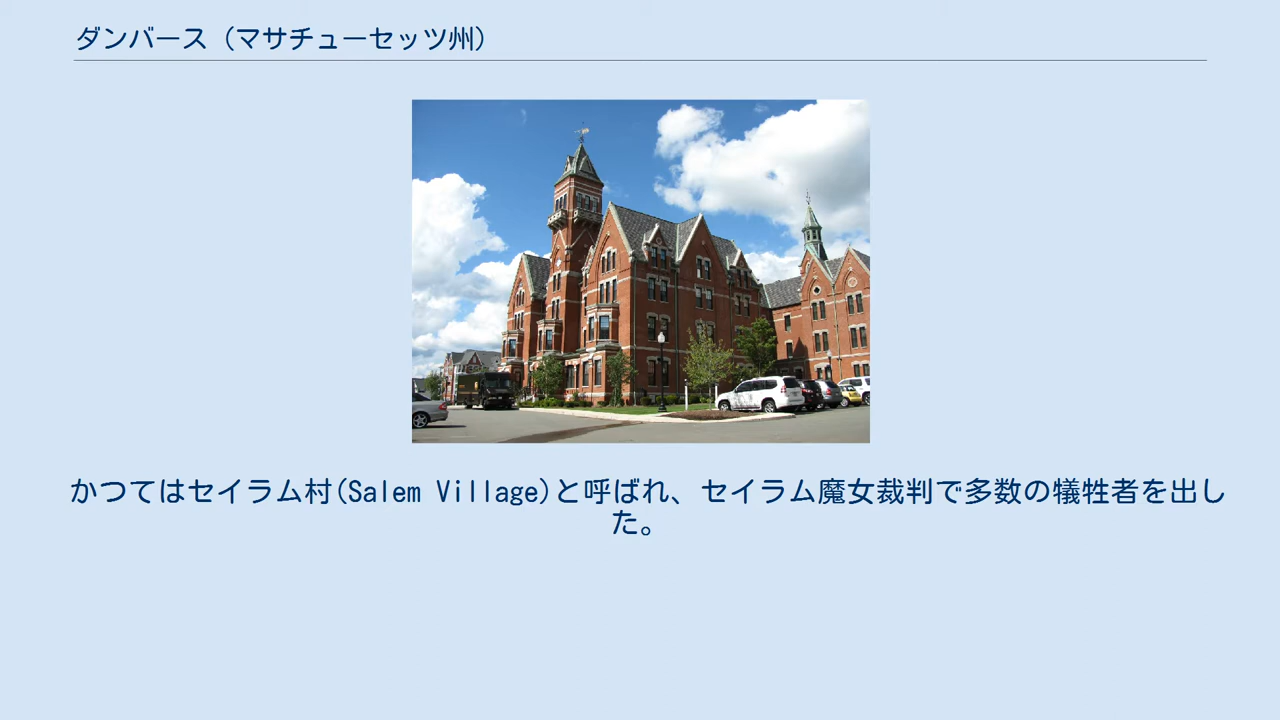 ダンバース（マサチューセッツ州）
かつてはセイラム村(Salem Village)と呼ばれ、セイラム魔女裁判で多数の犠牲者を出し
た。